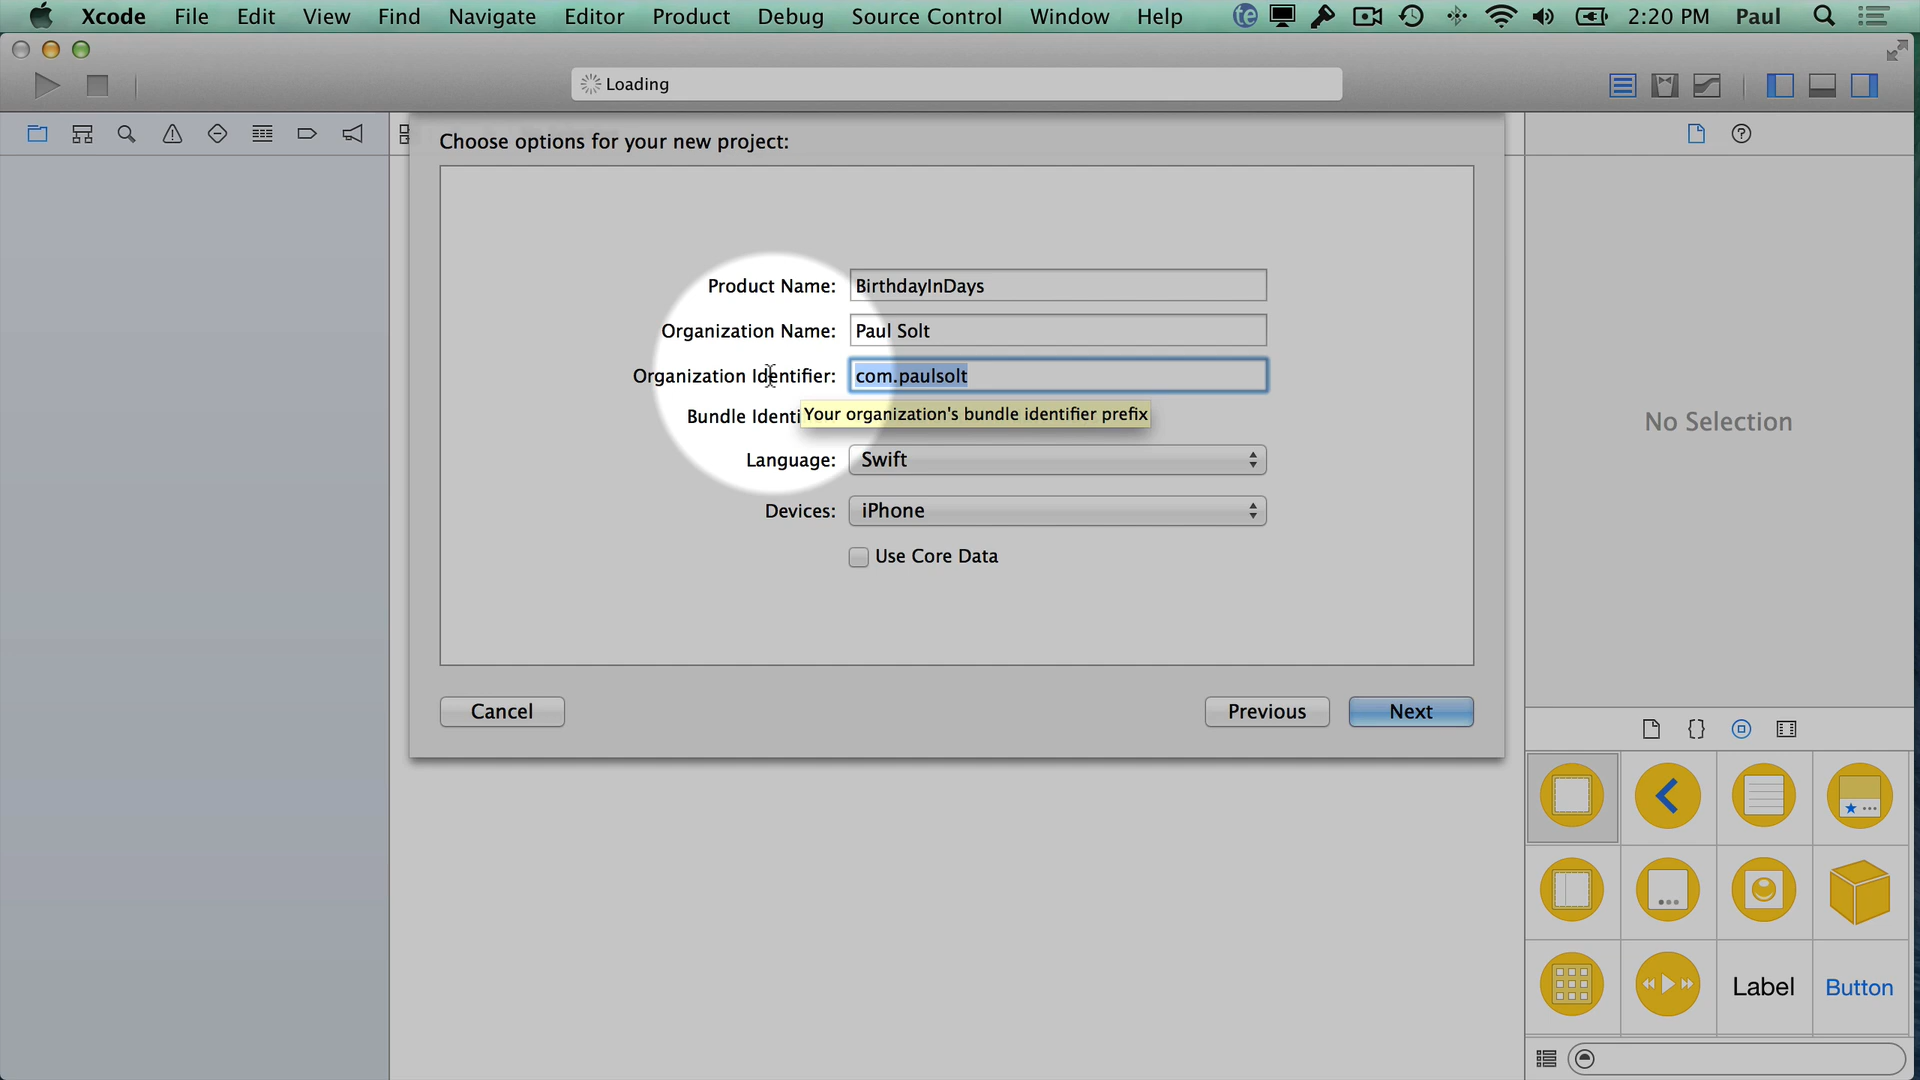 Xcode File Edit View Find Navigate Editor Product Debug Source Control Window Help te 2:20 PM Paul
Loading
Choose options for your new project:
Product Name: BirthdayInDays
Organization Name: Paul Solt
Organization Identifier: com.paulsolt
Bundle Identi
Your organization's bundle identifier prefix
Language: Swift
Devices: iPhone
Use Core Data
Cancel Previous Next
No Selection
Label Button